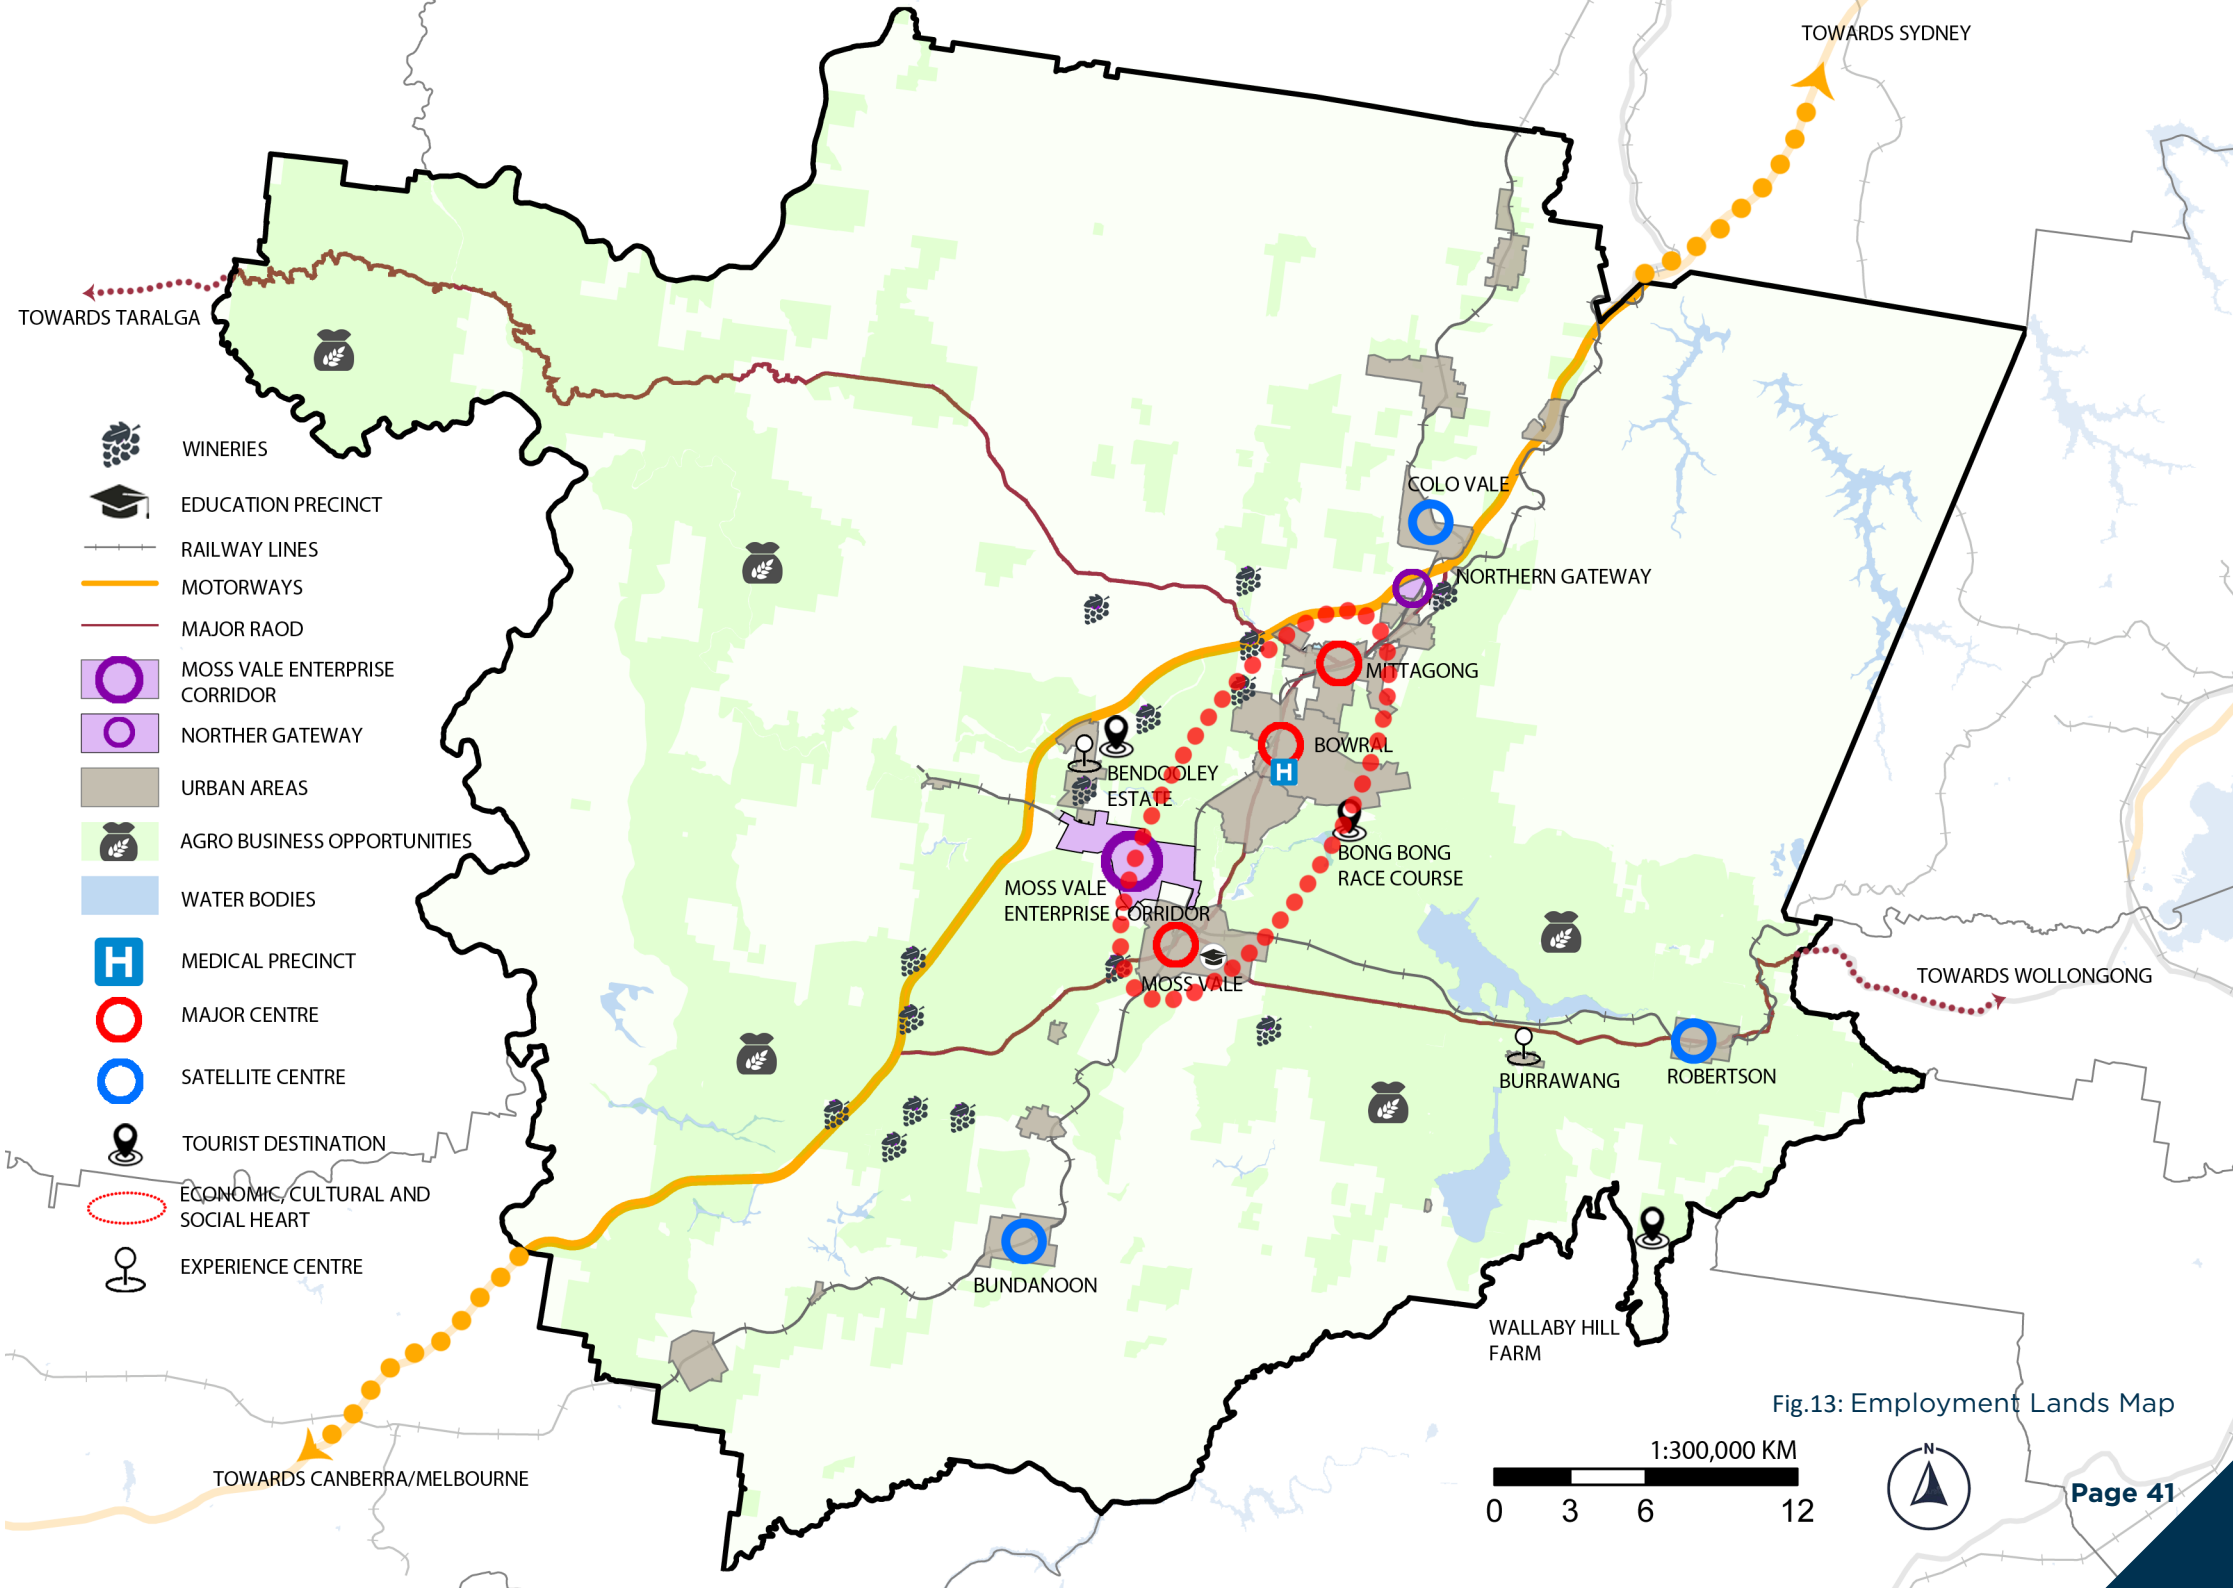 TOWARDS SYDNEY
TOWARDS TARALGA
WINERIES
EDUCATION PRECINCT
RAILWAY LINES
MOTORWAYS
MAJOR RAOD
MOSS VALE ENTERPRISE
CORRIDOR
NORTHER GATEWAY
URBAN AREAS
AGRO BUSINESS OPPORTUNITIES
WATER BODIES
H
MEDICAL PRECINCT
MAJOR CENTRE
SATELLITE CENTRE
TOURIST DESTINATION
ECONOMIC, CULTURAL AND
SOCIAL HEART
EXPERIENCE CENTRE
COLO VALE
NORTHERN GATEWAY
MITTAGONG
BOWRAL
H
BENDOOLEY
ESTATE
BONG BONG
RACE COURSE
MOSS VALE
ENTERPRISE CORRIDOR
MOSS VALE
TOWARDS WOLLONGONG
BURRAWANG
ROBERTSON
BUNDANOON
WALLABY HILL
FARM
TOWARDS CANBERRA/MELBOURNE
Fig.13: Employment Lands Map
1:300,000 KM
0 3 6 12
N
Page 41